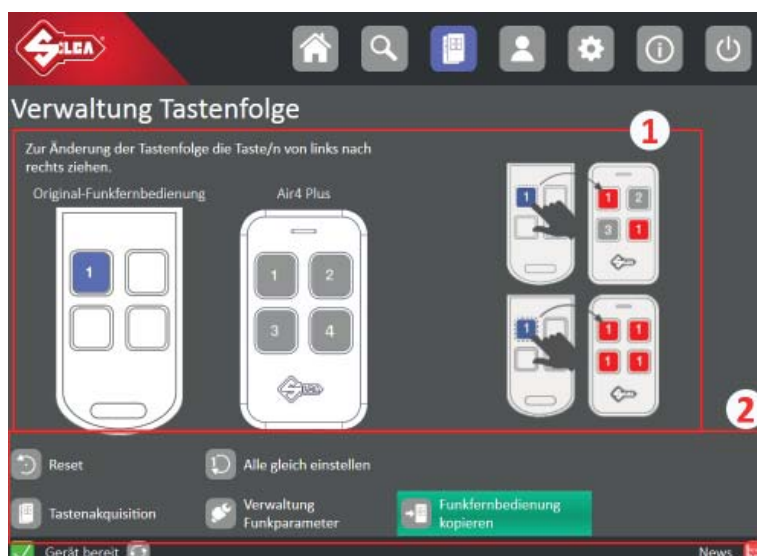 SILCA
Verwaltung Tastenfolge
1
Zur Änderung der Tastenfolge die Taste/n von links nach
rechts ziehen.
Original-Funkfernbedienung
Air4 Plus
1
1 2
3 4
SILCA
1
1 2
3 1
1
1 1
1 1
2
Reset
Alle gleich einstellen
Tastenakquisition
Verwaltung
Funkparameter
Funkfernbedienung
kopieren
Gerät bereit
News